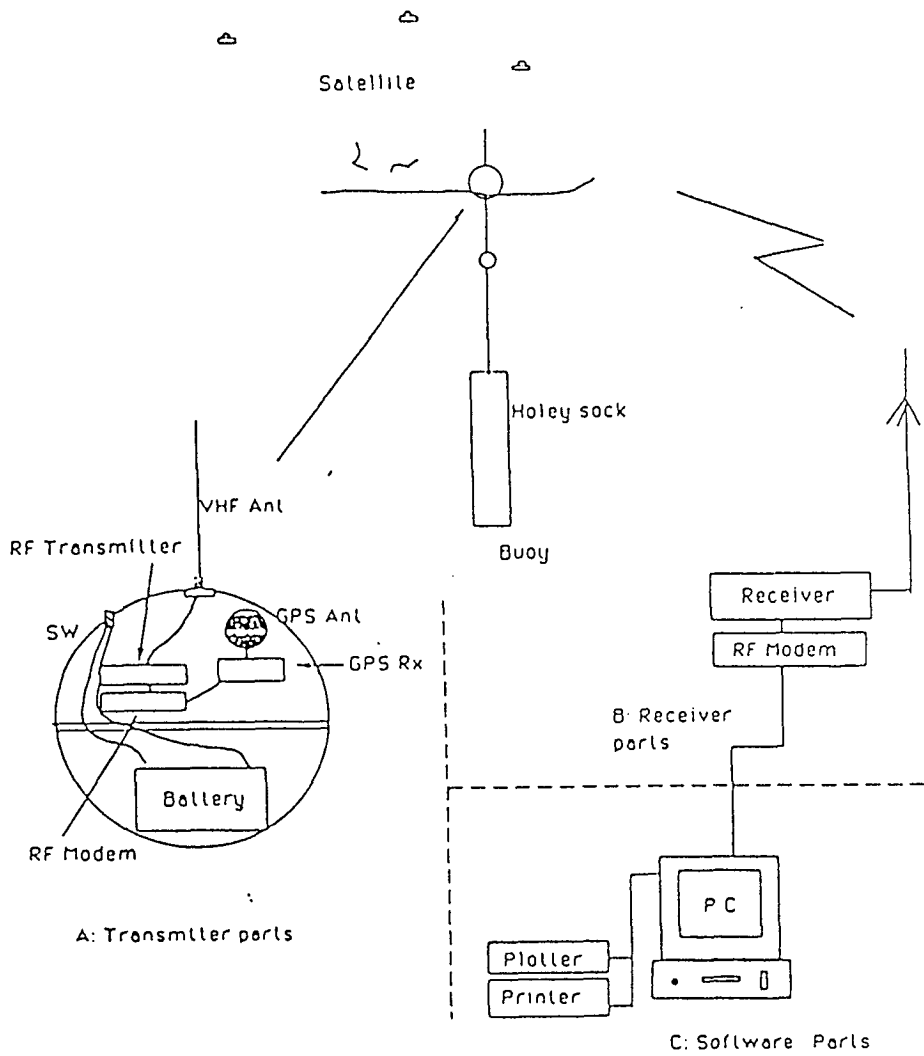 Satellite
Holey sock
Buoy
VHF Ant
RF Transmitter
GPS Ant
SW
GPS Rx
Battery
RF Modem
A: Transmiter parts
Receiver
RF Modem
B: Receiver
parts
PC
Plotter
Printer
C: Software Parts